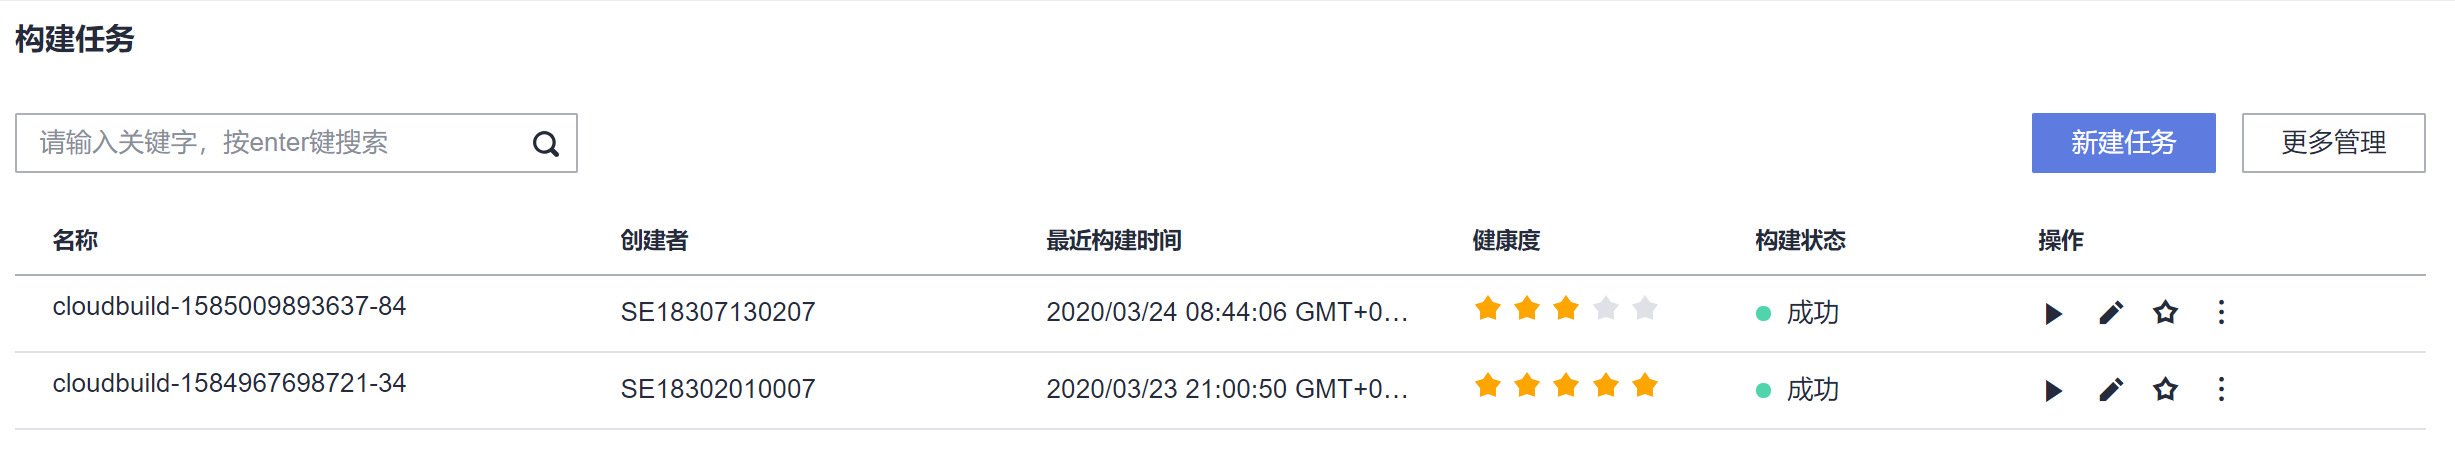 构建任务
请输入关键字，按enter键搜索
新建任务 更多管理
名称 创建者 最近构建时间 健康度 构建状态 操作
cloudbuild-1585009893637-84 SE18307130207 2020/03/24 08:44:06 GMT+0… 成功
cloudbuild-1584967698721-34 SE18302010007 2020/03/23 21:00:50 GMT+0… 成功